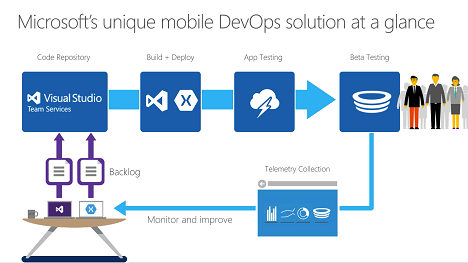 Microsoft's unique mobile DevOps solution at a glance
Code Repository
Build + Deploy
App Testing
Beta Testing
Visual Studio
Team Services
Backlog
Telemetry Collection
Monitor and improve